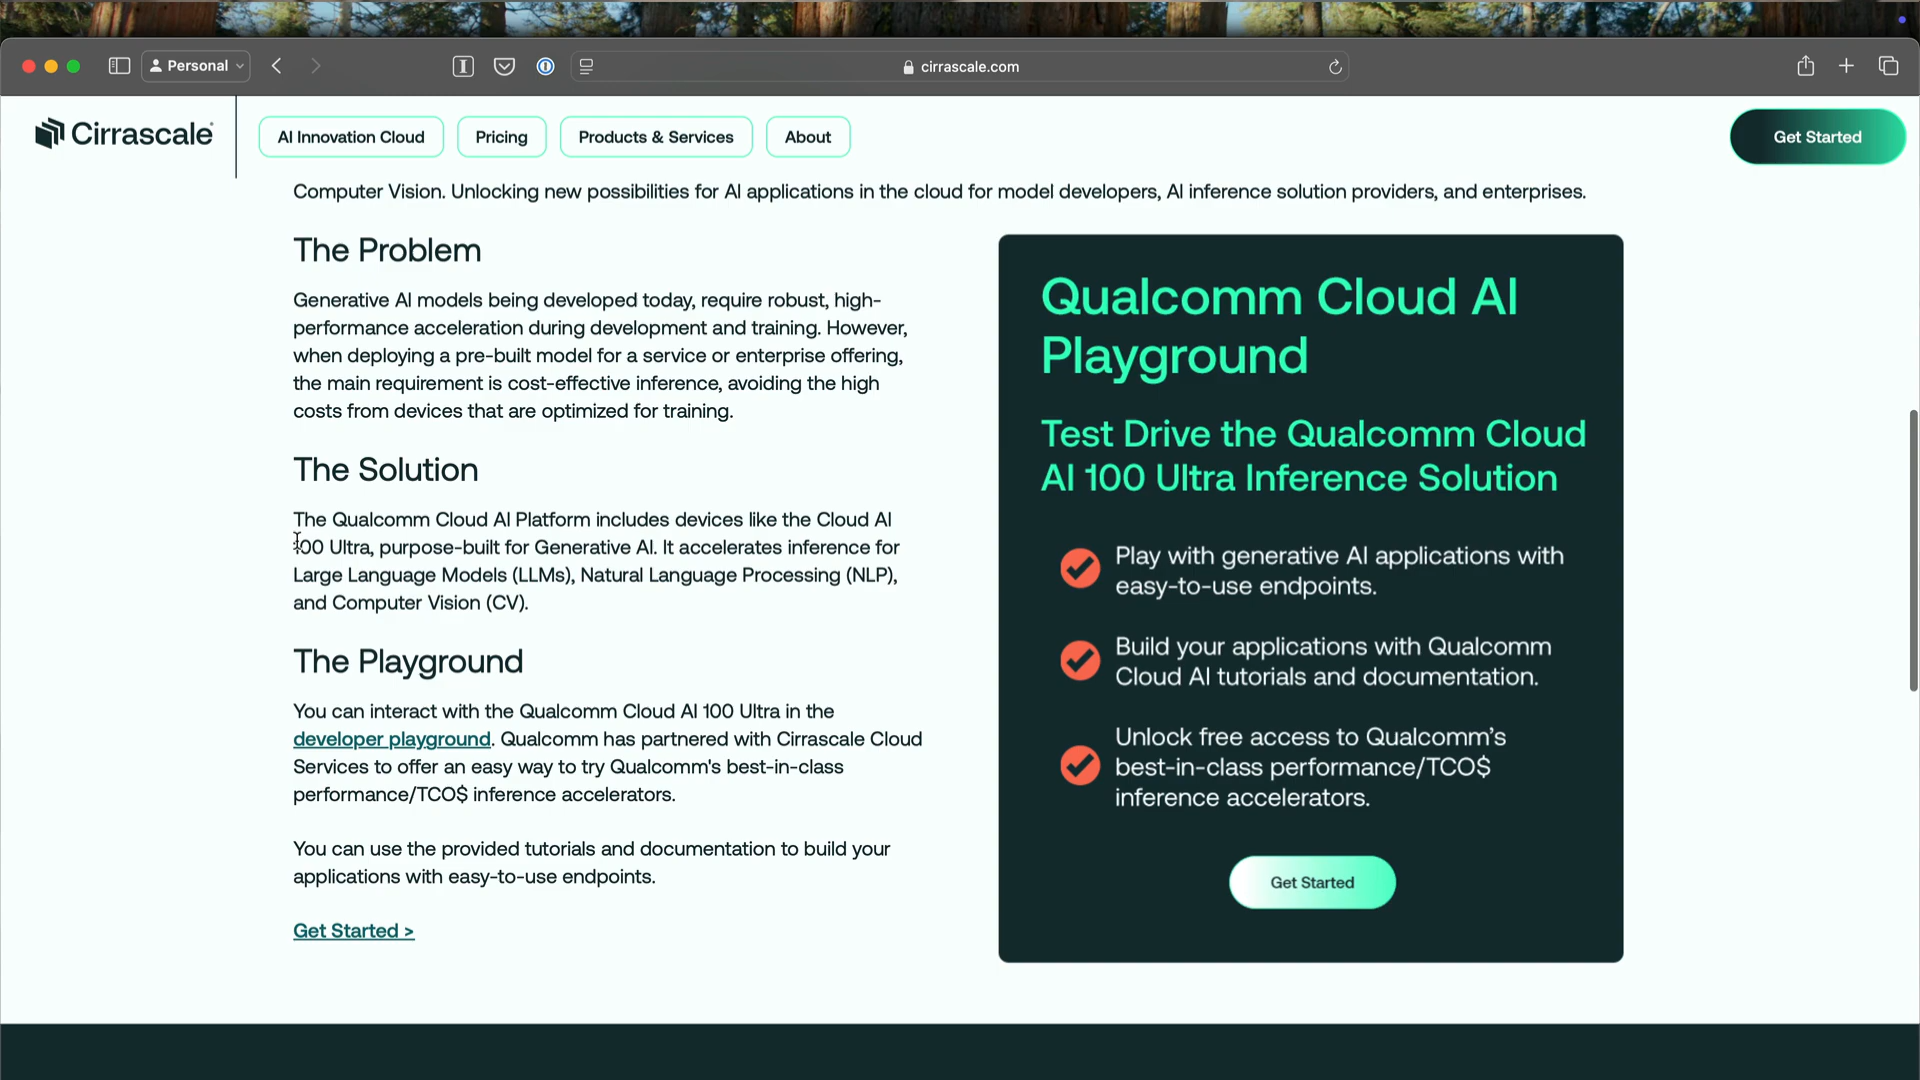 Personal
cirrascale.com
Cirrascale
AI Innovation Cloud
Pricing
Products & Services
About
Get Started
Computer Vision. Unlocking new possibilities for AI applications in the cloud for model developers, AI inference solution providers, and enterprises.
The Problem
Generative AI models being developed today, require robust, high-
performance acceleration during development and training. However,
when deploying a pre-built model for a service or enterprise offering,
the main requirement is cost-effective inference, avoiding the high
costs from devices that are optimized for training.
The Solution
The Qualcomm Cloud AI Platform includes devices like the Cloud AI
100 Ultra, purpose-built for Generative AI. It accelerates inference for
Large Language Models (LLMs), Natural Language Processing (NLP),
and Computer Vision (CV).
The Playground
You can interact with the Qualcomm Cloud AI 100 Ultra in the
developer playground. Qualcomm has partnered with Cirrascale Cloud
Services to offer an easy way to try Qualcomm's best-in-class
performance/TCO$ inference accelerators.
You can use the provided tutorials and documentation to build your
applications with easy-to-use endpoints.
Get Started >
Qualcomm Cloud AI
Playground
Test Drive the Qualcomm Cloud
AI 100 Ultra Inference Solution
Play with generative AI applications with
easy-to-use endpoints.
Build your applications with Qualcomm
Cloud AI tutorials and documentation.
Unlock free access to Qualcomm’s
best-in-class performance/TCO$
inference accelerators.
Get Started